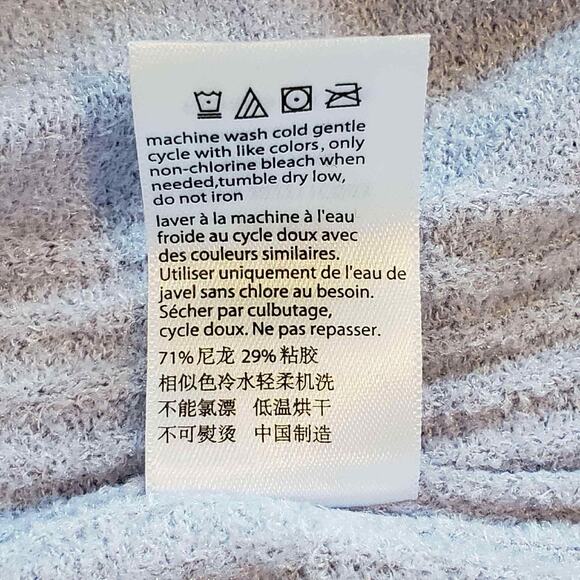 machine wash cold gentle
cycle with like colors, only
non-chlorine bleach when
needed,tumble dry low,
do not iron
laver à la machine à l'eau
froide au cycle doux avec
des couleurs similaires.
Utiliser uniquement de l'eau de
javel sans chlore au besoin.
Sécher par culbutage,
cycle doux. Ne pas repasser.
71%尼龙 29%粘胶
相似色冷水轻柔机洗
不能氯漂 低温烘干
不可熨烫 中国制造